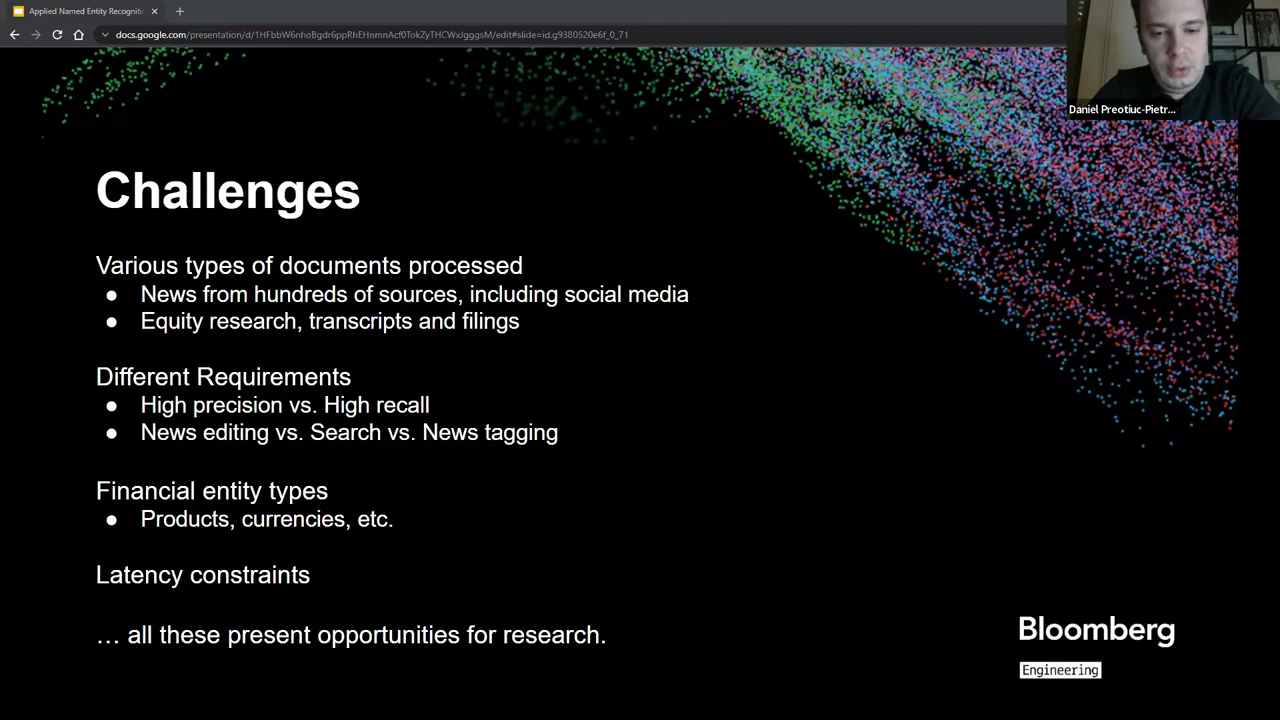 Applied Named Entity Recogniti
docs.google.com/presentation/d/1HFbbW6nhoBgdr6ppRhEHnmnAcf0TokZyTHCWxJgggsM/edit#slide=id.g9380520e6f_0_71
Daniel Preotiuc-Pietr...
Challenges
Various types of documents processed
● News from hundreds of sources, including social media
● Equity research, transcripts and filings
Different Requirements
● High precision vs. High recall
● News editing vs. Search vs. News tagging
Financial entity types
● Products, currencies, etc.
Latency constraints
… all these present opportunities for research.
Bloomberg
Engineering